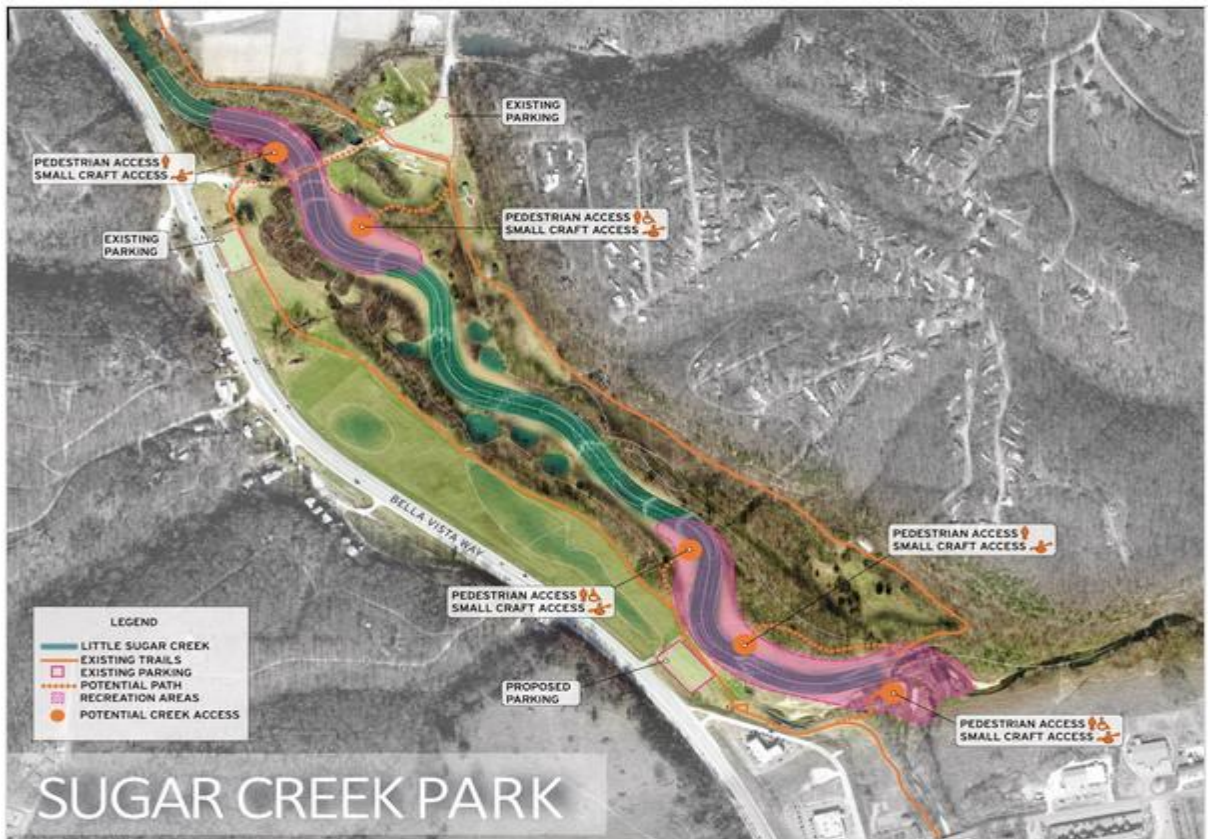 EXISTING
PARKING
PEDESTRIAN ACCESS
SMALL CRAFT ACCESS
PEDESTRIAN ACCESS
SMALL CRAFT ACCESS
EXISTING
PARKING
BELLA VISTA WAY
PEDESTRIAN ACCESS
SMALL CRAFT ACCESS
PEDESTRIAN ACCESS
SMALL CRAFT ACCESS
PROPOSED
PARKING
PEDESTRIAN ACCESS
SMALL CRAFT ACCESS
LEGEND
LITTLE SUGAR CREEK
EXISTING TRAILS
EXISTING PARKING
POTENTIAL PATH
RECREATION AREAS
POTENTIAL CREEK ACCESS
SUGAR CREEK PARK